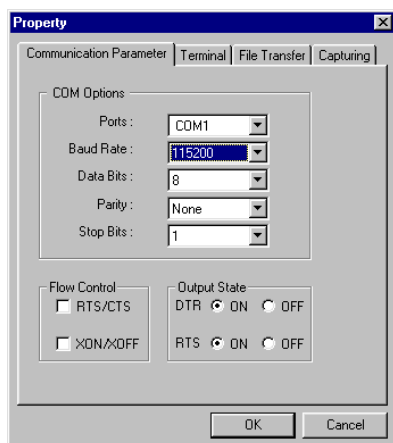 Property
Communication Parameter Terminal File Transfer Capturing
COM Options
Ports : COM1
Baud Rate : 115200
Data Bits : 8
Parity : None
Stop Bits : 1
Flow Control Output State
RTS/CTS DTR ON OFF
XON/XOFF RTS ON OFF
OK Cancel